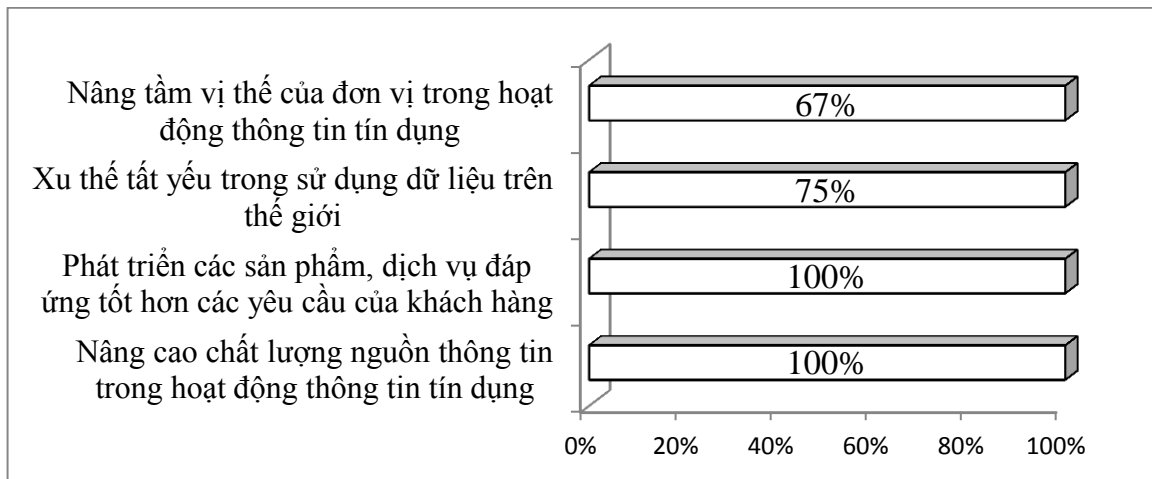 Nâng tầm vị thế của đơn vị trong hoạt
động thông tin tín dụng
67%
Xu thế tất yếu trong sử dụng dữ liệu trên
thế giới
75%
Phát triển các sản phẩm, dịch vụ đáp
ứng tốt hơn các yêu cầu của khách hàng
100%
Nâng cao chất lượng nguồn thông tin
trong hoạt động thông tin tín dụng
100%
0% 20% 40% 60% 80% 100%